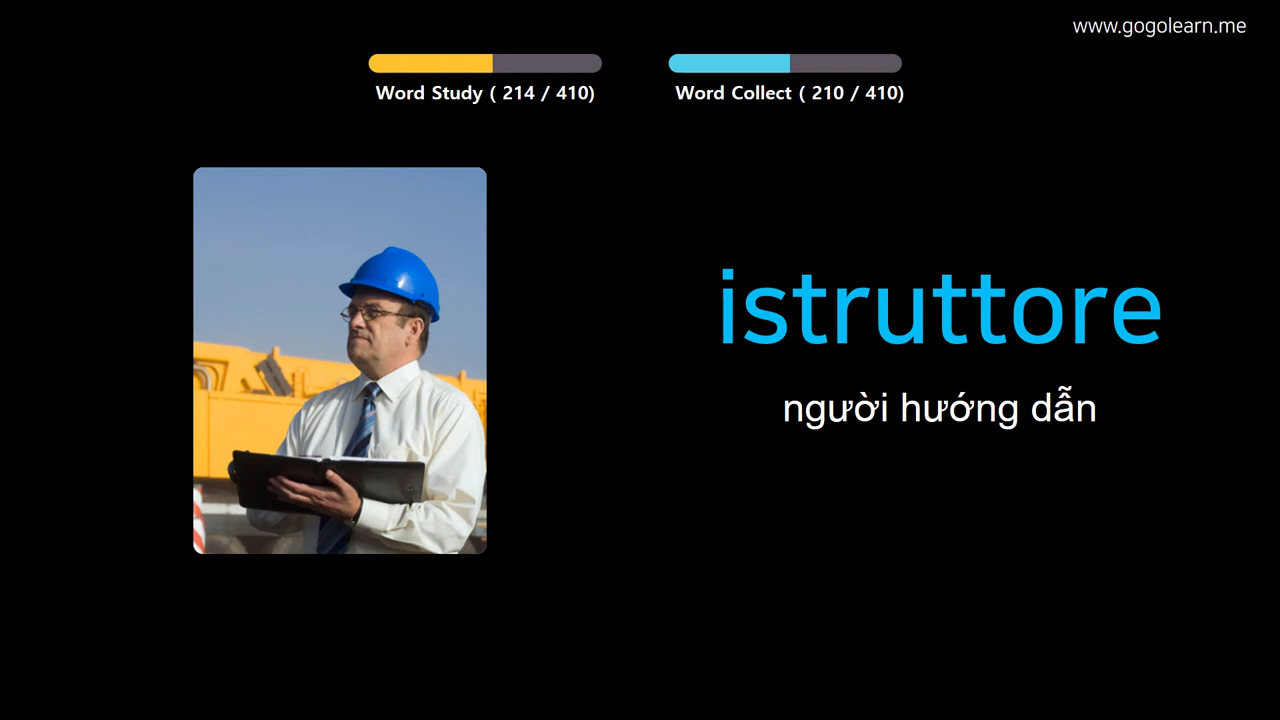 www.gogolearn.me
Word Study ( 214 / 410)
Word Collect ( 210 / 410)
istruttore
người hướng dẫn